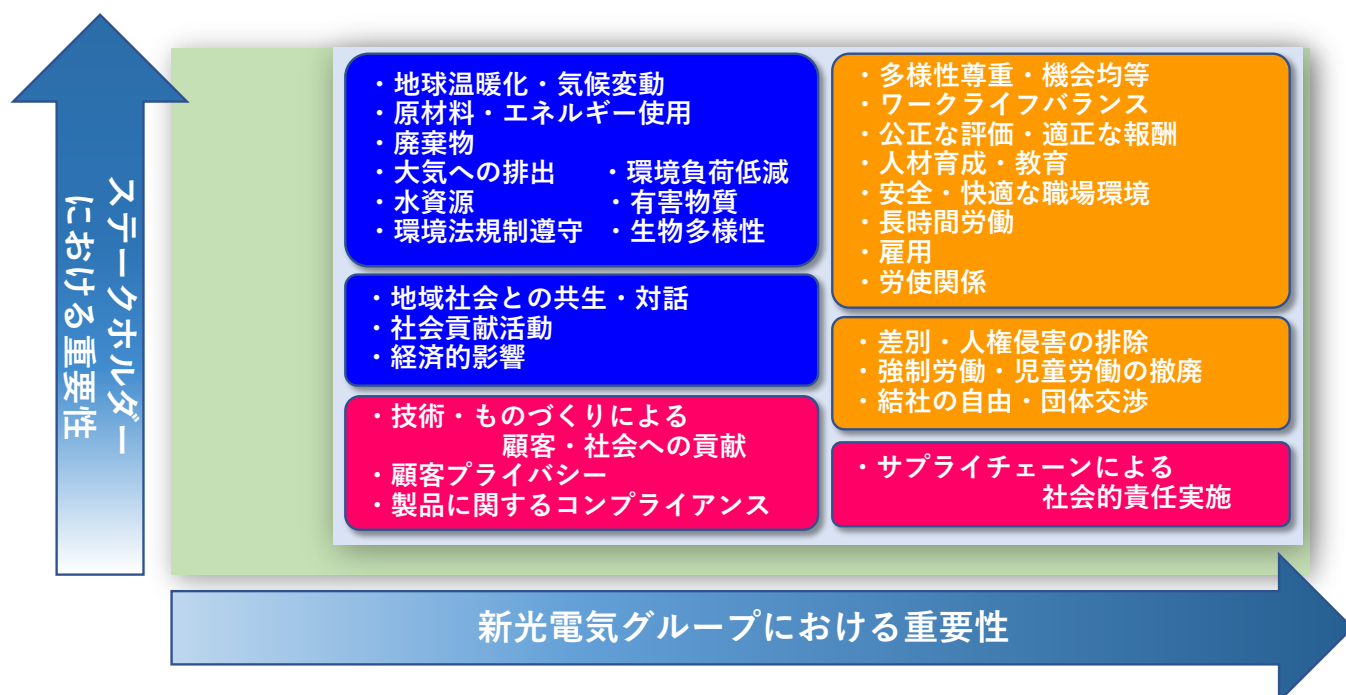 ステークホルダー
における重要性
・地球温暖化・気候変動
・原材料・エネルギー使用
・廃棄物
・大気への排出　・環境負荷低減
・水資源　・有害物質
・環境法規制遵守　・生物多様性
・地域社会との共生・対話
・社会貢献活動
・経済的影響
・技術・ものづくりによる
顧客・社会への貢献
・顧客プライバシー
・製品に関するコンプライアンス
・多様性尊重・機会均等
・ワークライフバランス
・公正な評価・適正な報酬
・人材育成・教育
・安全・快適な職場環境
・長時間労働
・雇用
・労使関係
・差別・人権侵害の排除
・強制労働・児童労働の撤廃
・結社の自由・団体交渉
・サプライチェーンによる
社会的責任実施
新光電気グループにおける重要性